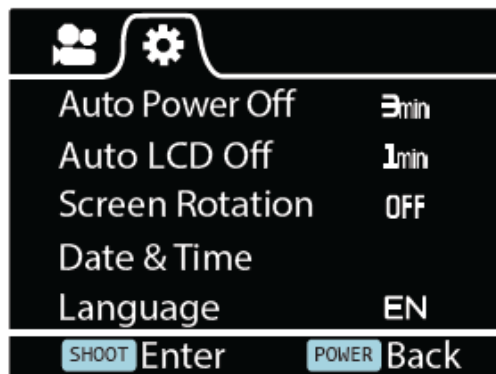 Auto Power Off 3min
Auto LCD Off 1min
Screen Rotation OFF
Date & Time
Language EN
SHOOT Enter POWER Back